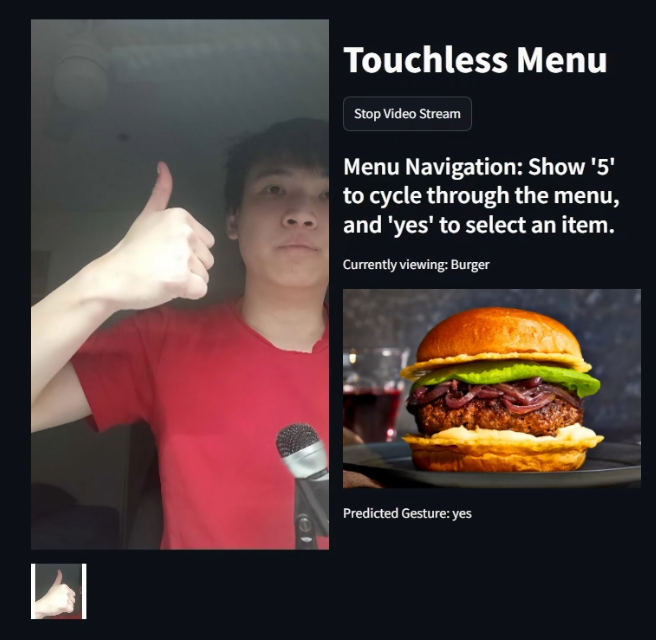 Touchless Menu
Stop Video Stream
Menu Navigation: Show '5'
to cycle through the menu,
and 'yes' to select an item.
Currently viewing: Burger
Predicted Gesture: yes